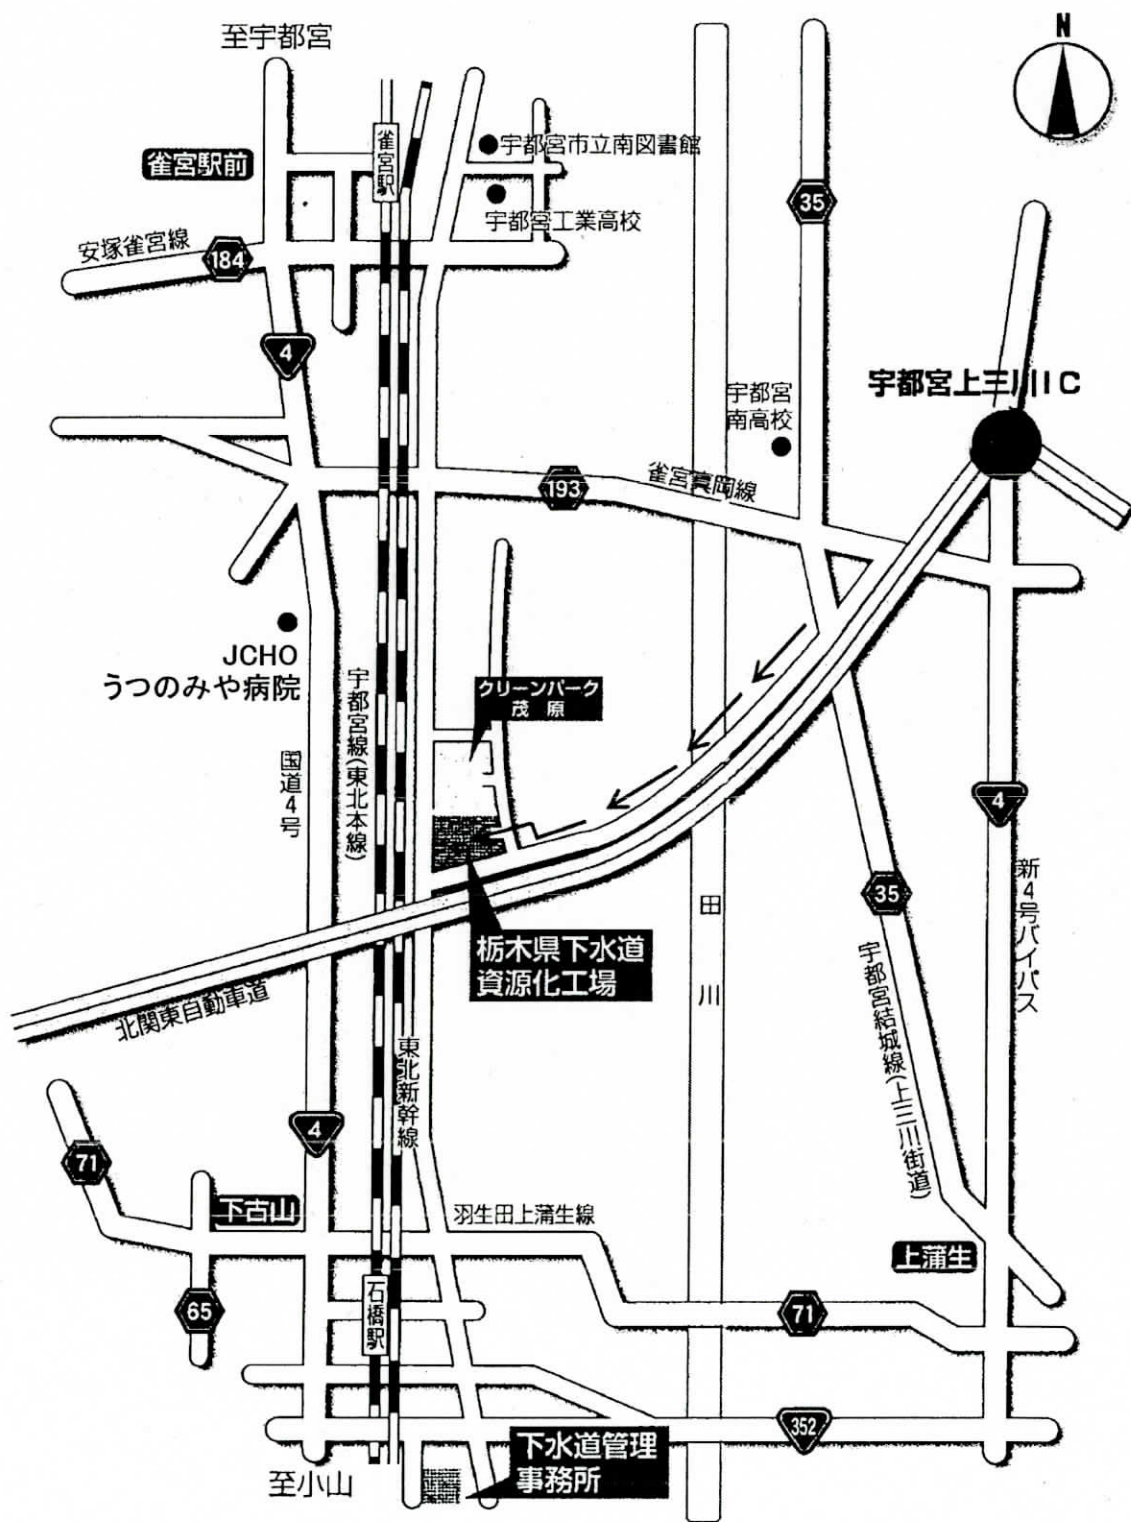 至宇都宮
N
雀宮駅
宇都宮市立南図書館
雀宮駅前
宇都宮工業高校
35
安塚雀宮線
184
4
宇都宮
南高校
宇都宮上三川IC
雀宮真岡線
193
JCHO
うつのみや病院
クリーンパーク
茂原
宇都宮線(東北本線)
国道4号
4
新4号バイパス
35
田川
栃木県下水道
資源化工場
宇都宮結城線(上三川街道)
北関東自動車道
東北新幹線
4
71
下古山
羽生田上蒲生線
上蒲生
65
石橋駅
71
352
下水道管理
事務所
至小山